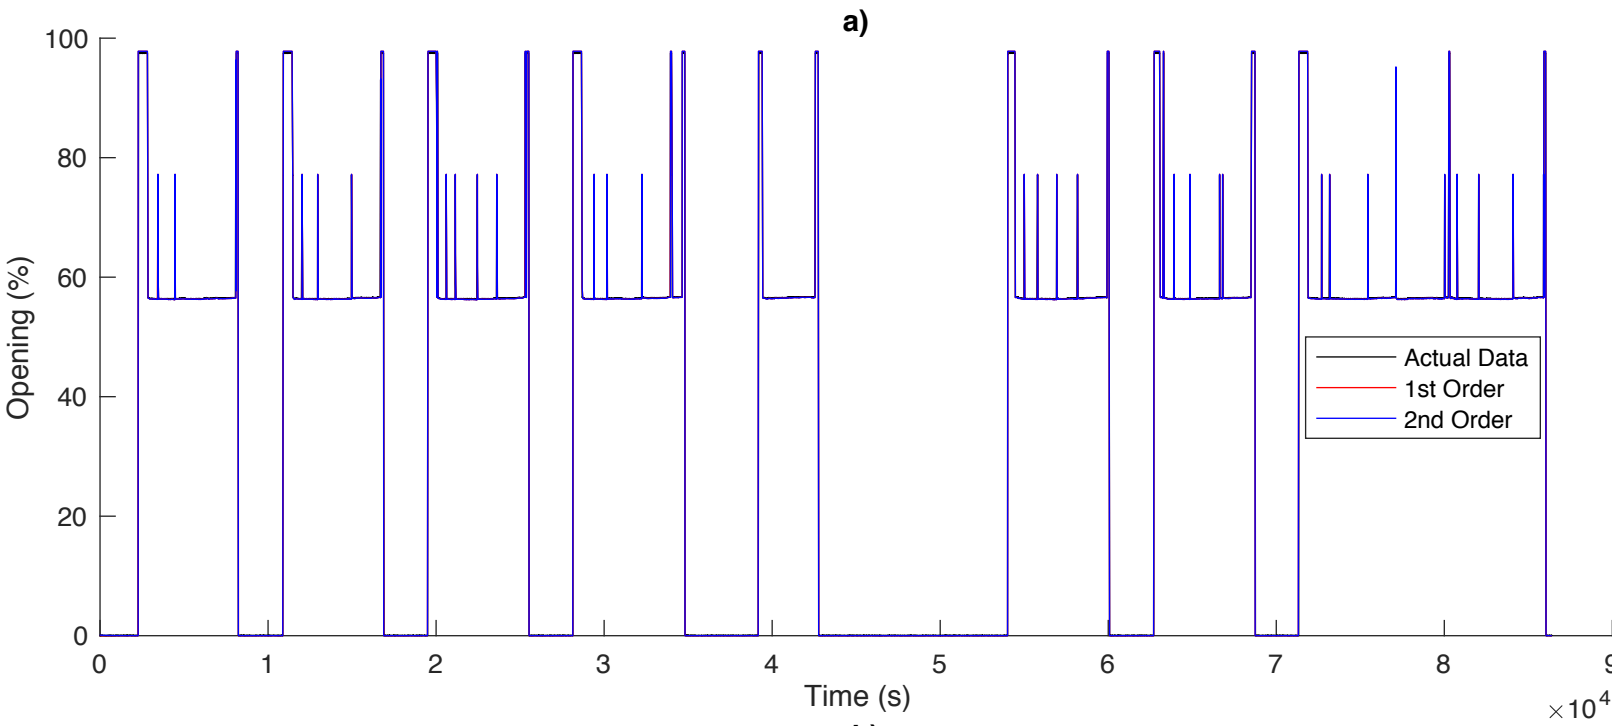 a)
100
80
60
40
20
0
Opening (%)
Actual Data
1st Order
2nd Order
0 1 2 3 4 5 6 7 8
Time (s)
×10^4